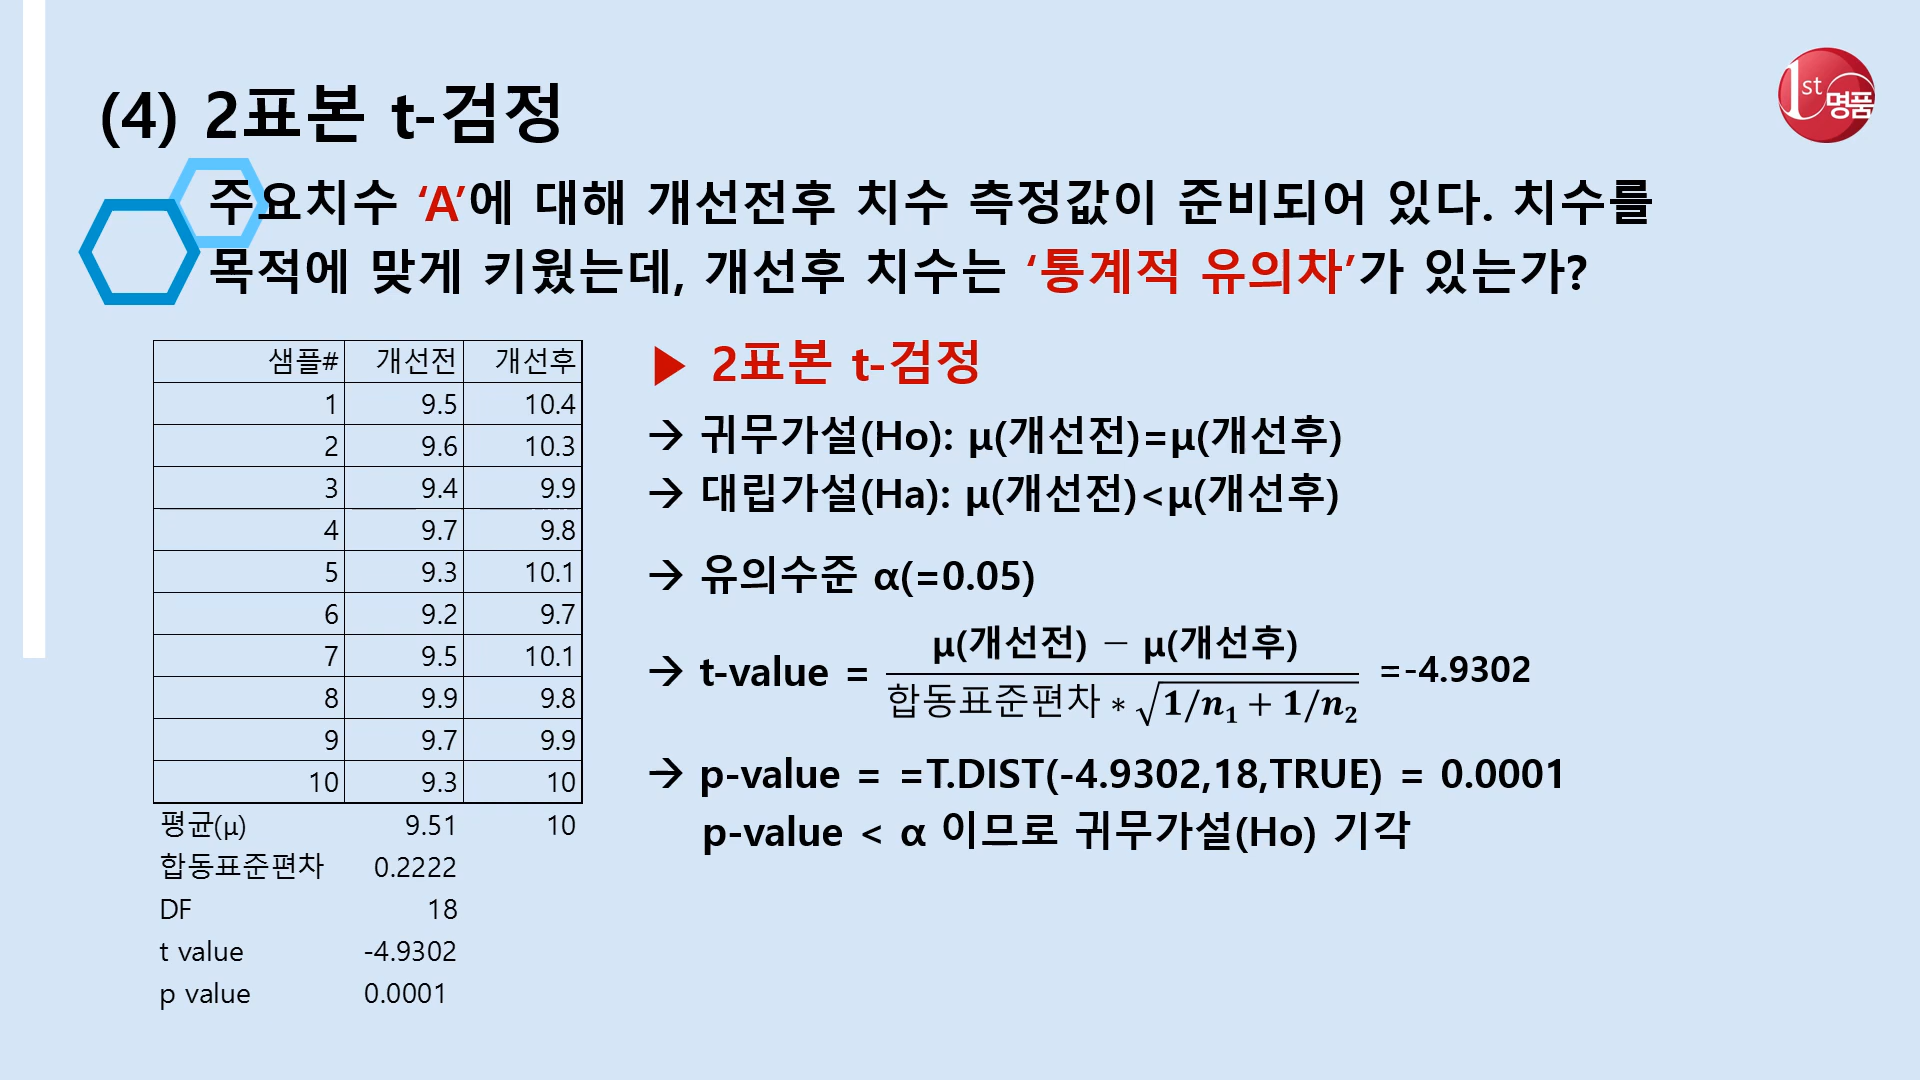 (4) 2표본 t-검정
1st 명품
주요치수 ‘A’에 대해 개선전후 치수 측정값이 준비되어 있다. 치수를
목적에 맞게 키웠는데, 개선후 치수는 ‘통계적 유의차’가 있는가?
샘플# 개선전 개선후
1 9.5 10.4
2 9.6 10.3
3 9.4 9.9
4 9.7 9.8
5 9.3 10.1
6 9.2 9.7
7 9.5 10.1
8 9.9 9.8
9 9.7 9.9
10 9.3 10
평균(μ) 9.51 10
합동표준편차 0.2222
DF 18
t value -4.9302
p value 0.0001
▶ 2표본 t-검정
→ 귀무가설(Ho): μ(개선전)=μ(개선후)
→ 대립가설(Ha): μ(개선전)<μ(개선후)
→ 유의수준 α(=0.05)
μ(개선전) − μ(개선후)
→ t-value = =-4.9302
합동표준편차 * √1/n₁ + 1/n₂
→ p-value = =T.DIST(-4.9302,18,TRUE) = 0.0001
p-value < α 이므로 귀무가설(Ho) 기각